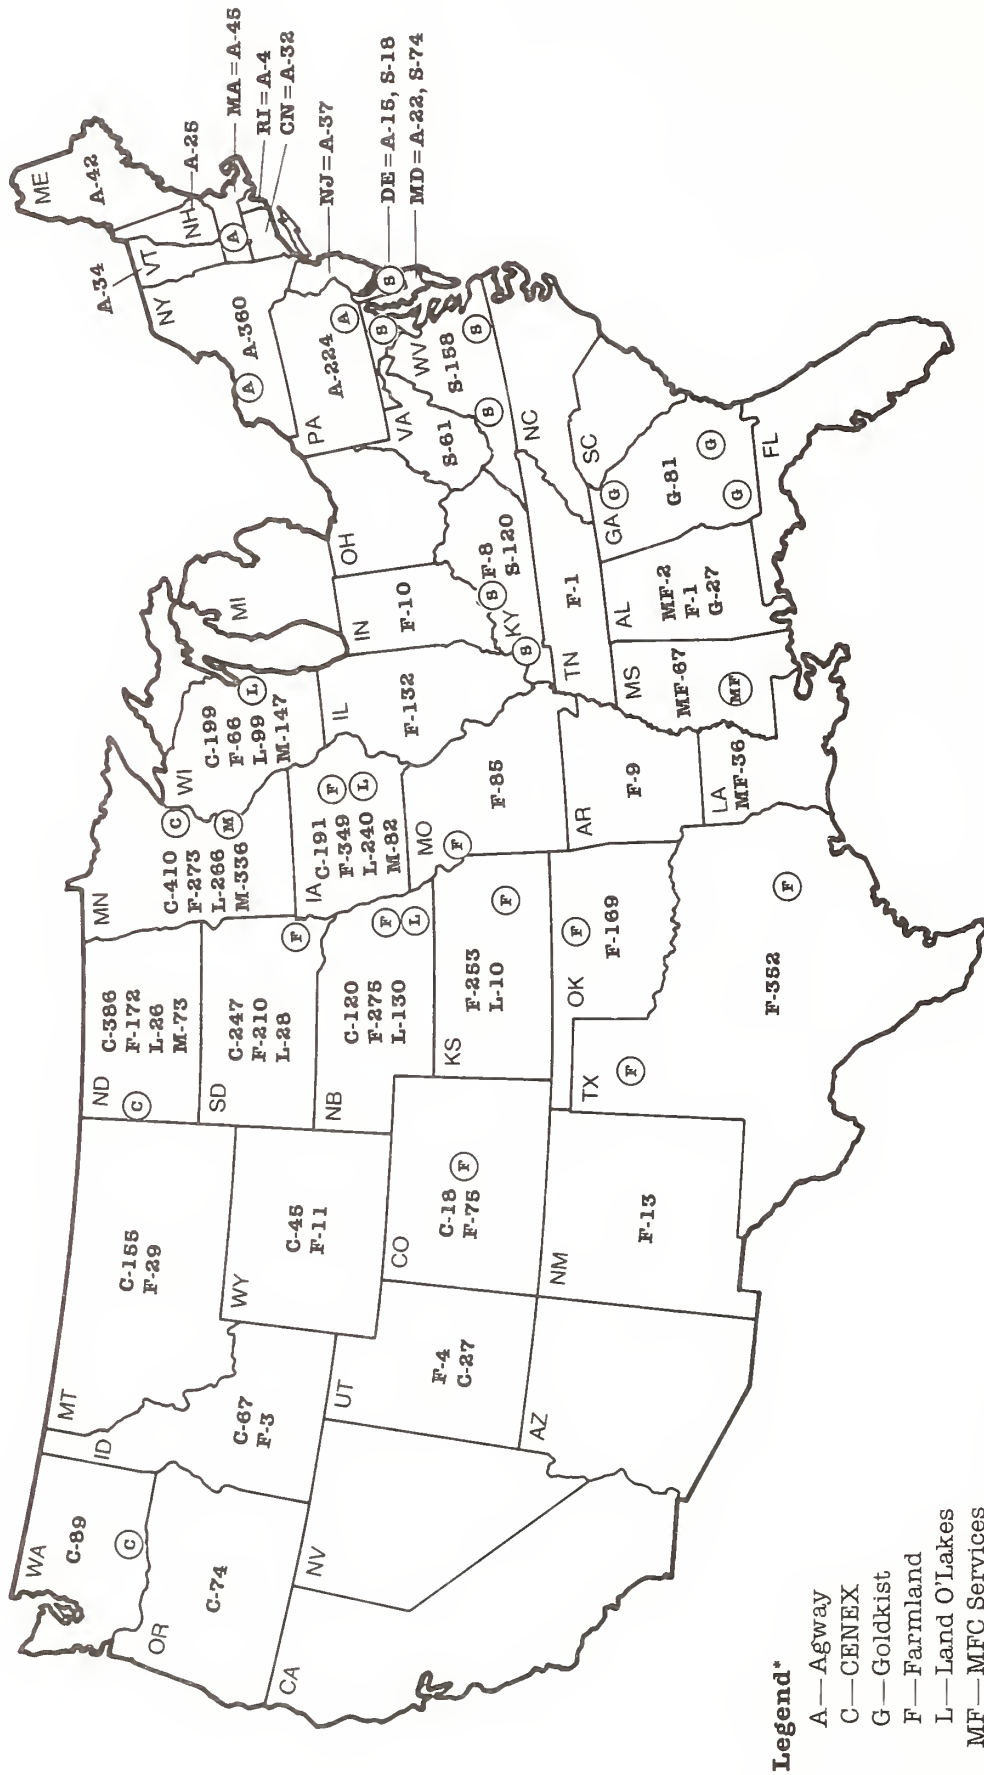 WA
C-89
C
OR
C-74
CA
NV
ID
C-67
F-3
MT
C-155
F-29
WY
C-45
F-11
UT
F-4
C-27
AZ
CO
C-18
F-75
F
NM
F-13
ND
C-386
F-172
L-26
M-73
C
SD
C-247
F-210
L-28
F
NB
C-120
F-275
L-130
F
L
KS
F-253
L-10
F
OK
F-169
F
TX
F-352
F
F
MN
C-410
F-273
L-266
M-336
C
M
IA
C-191
F-349
L-240
M-82
F
L
MO
F-85
F
AR
F-9
LA
MF-36
WI
C-199
F-66
L-99
M-147
L
IL
F-132
MI
IN
F-10
OH
KY
F-8
S-120
S
S
TN
F-1
MS
MF-67
MF
AL
MF-2
F-1
G-27
GA
G-81
G
G
G
FL
SC
NC
VA
S-61
WV
S-158
S
S
S
S
PA
A-224
A
NY
A-360
A
VT
A-34
NH
A-25
ME
A-42
A
MA=A-45
RI=A-4
CN=A-32
NJ=A-37
DE=A-15, S-18
MD=A-22, S-74
Legend*
A—Agway
C—CENEX
G—Goldkist
F—Farmland
L—Land O'Lakes
MF—MFC Services